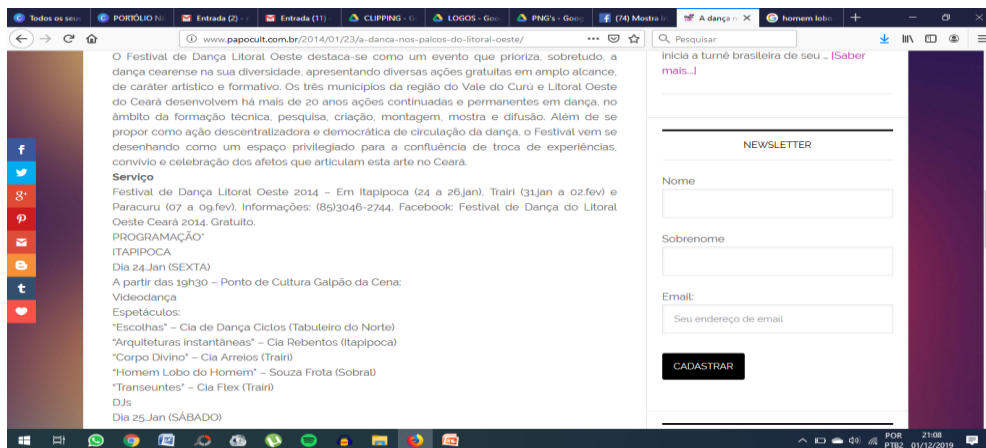 Todos os seus
PORTÓLIO NÍ
Entrada (2) - r
Entrada (11) -
CLIPPING - G
LOGOS - Goo
PNG's - Goog
(74) Mostra In
A dança n
homem lobo
www.papocult.com.br/2014/01/23/a-danca-nos-palcos-do-litoral-oeste/
Pesquisar
O Festival de Dança Litoral Oeste destaca-se como um evento que prioriza, sobretudo, a
dança cearense na sua diversidade, apresentando diversas ações gratuitas em amplo alcance,
de caráter artístico e formativo. Os três municípios da região do Vale do Curú e Litoral Oeste
do Ceará desenvolvem há mais de 20 anos ações continuadas e permanentes em dança, no
âmbito da formação técnica, pesquisa, criação, montagem, mostra e difusão. Além de se
propor como ação descentralizadora e democrática de circulação da dança, o Festival vem se
desenhando como um espaço privilegiado para a confluência de troca de experiências,
convívio e celebração dos afetos que articulam esta arte no Ceará.
Serviço
Festival de Dança Litoral Oeste 2014 – Em Itapipoca (24 a 26.jan), Trairi (31.jan a 02.fev) e
Paracuru (07 a 09.fev). Informações: (85)3046-2744. Facebook: Festival de Dança do Litoral
Oeste Ceará 2014. Gratuito.
PROGRAMAÇÃO*
ITAPIPOCA
Dia 24.Jan (SEXTA)
A partir das 19h30 – Ponto de Cultura Galpão da Cena:
Videodança
Espetáculos:
"Escolhas" – Cia de Dança Ciclos (Tabuleiro do Norte)
"Arquiteturas instantâneas" – Cia Rebentos (Itapipoca)
"Corpo Divino" – Cia Arreios (Trairi)
"Homem Lobo do Homem" – Souza Frota (Sobral)
"Transeuntes" – Cia Flex (Trairi)
DJs
Dia 25.Jan (SÁBADO)
inicia a turnê brasileira de seu … [Saber
mais...]
NEWSLETTER
Nome
Sobrenome
Email:
Seu endereço de email
CADASTRAR
POR
PTB2
21:08
01/12/2019